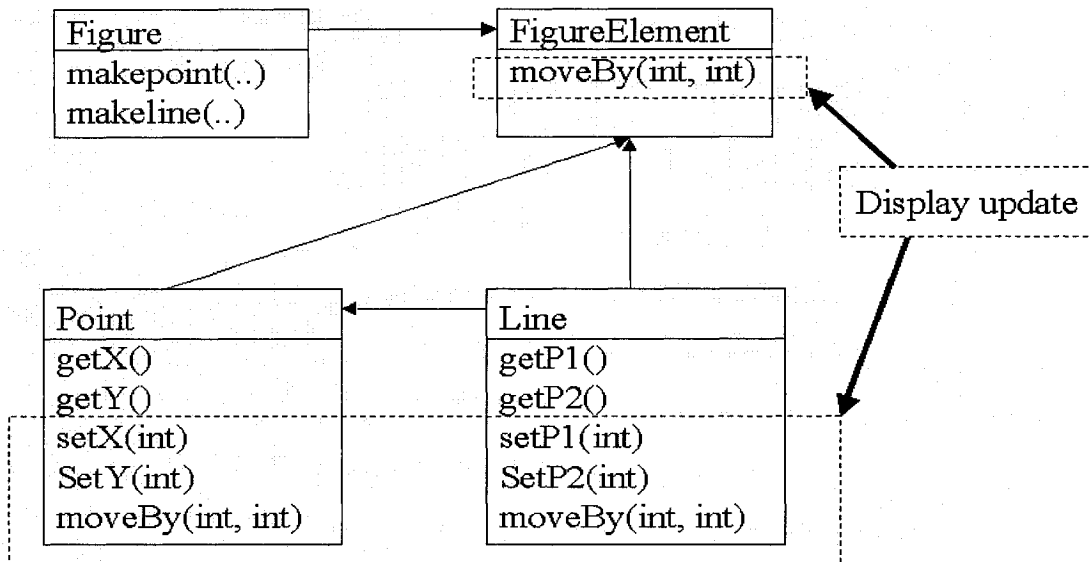 Figure
makepoint(..)
makeline(..)
FigureElement
moveBy(int, int)
Display update
Point
getX()
getY()
setX(int)
SetY(int)
moveBy(int, int)
Line
getP1()
getP2()
setP1(int)
SetP2(int)
moveBy(int, int)